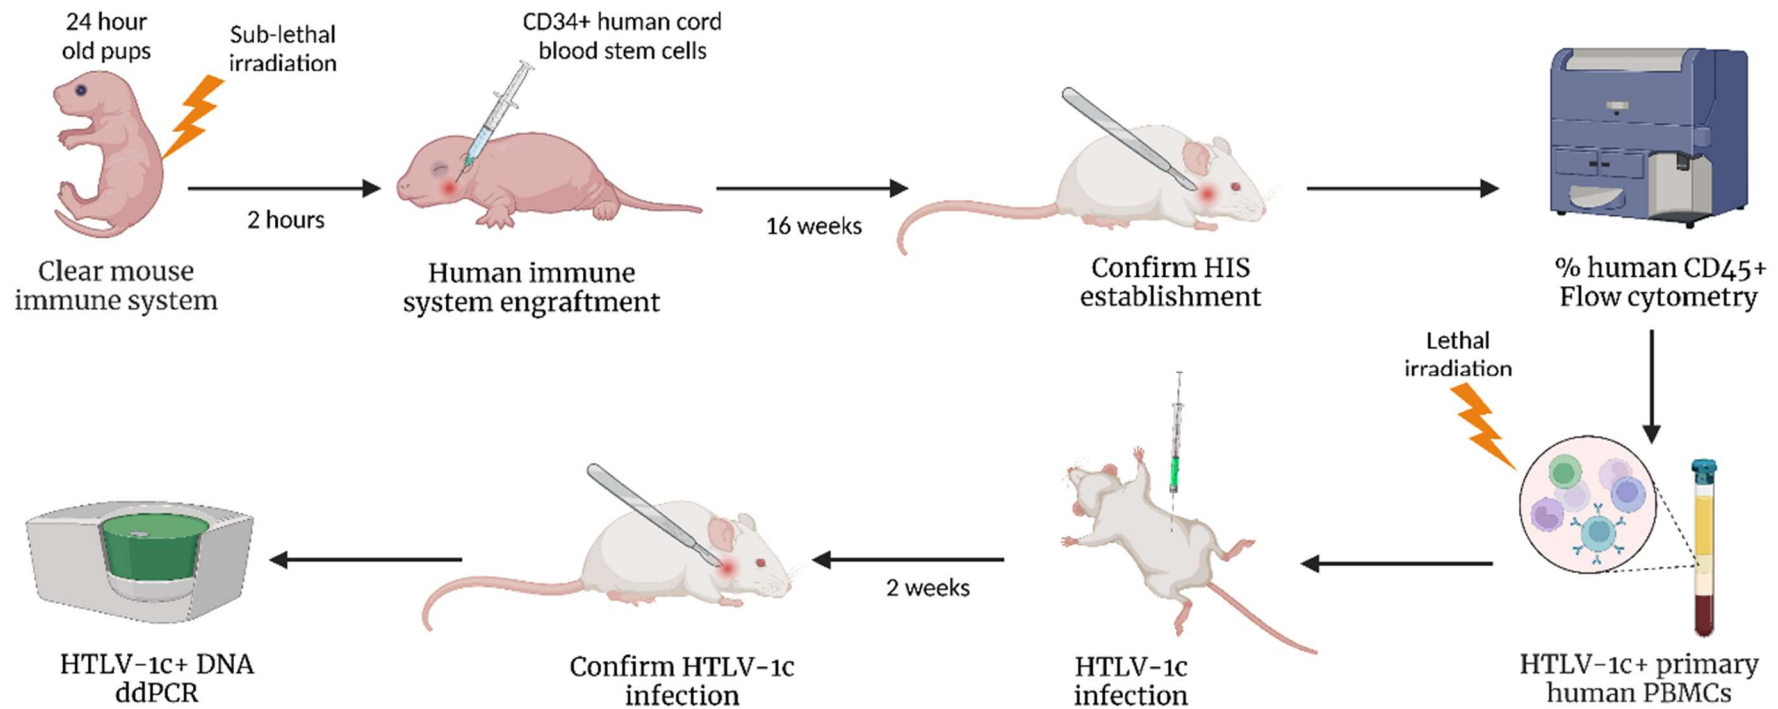 24 hour
old pups
Sub-lethal
irradiation
CD34+ human cord
blood stem cells
2 hours
16 weeks
Clear mouse
immune system
Human immune
system engraftment
Confirm HIS
establishment
% human CD45+
Flow cytometry
Lethal
irradiation
2 weeks
HTLV-1c+ DNA
ddPCR
Confirm HTLV-1c
infection
HTLV-1c
infection
HTLV-1c+ primary
human PBMCs